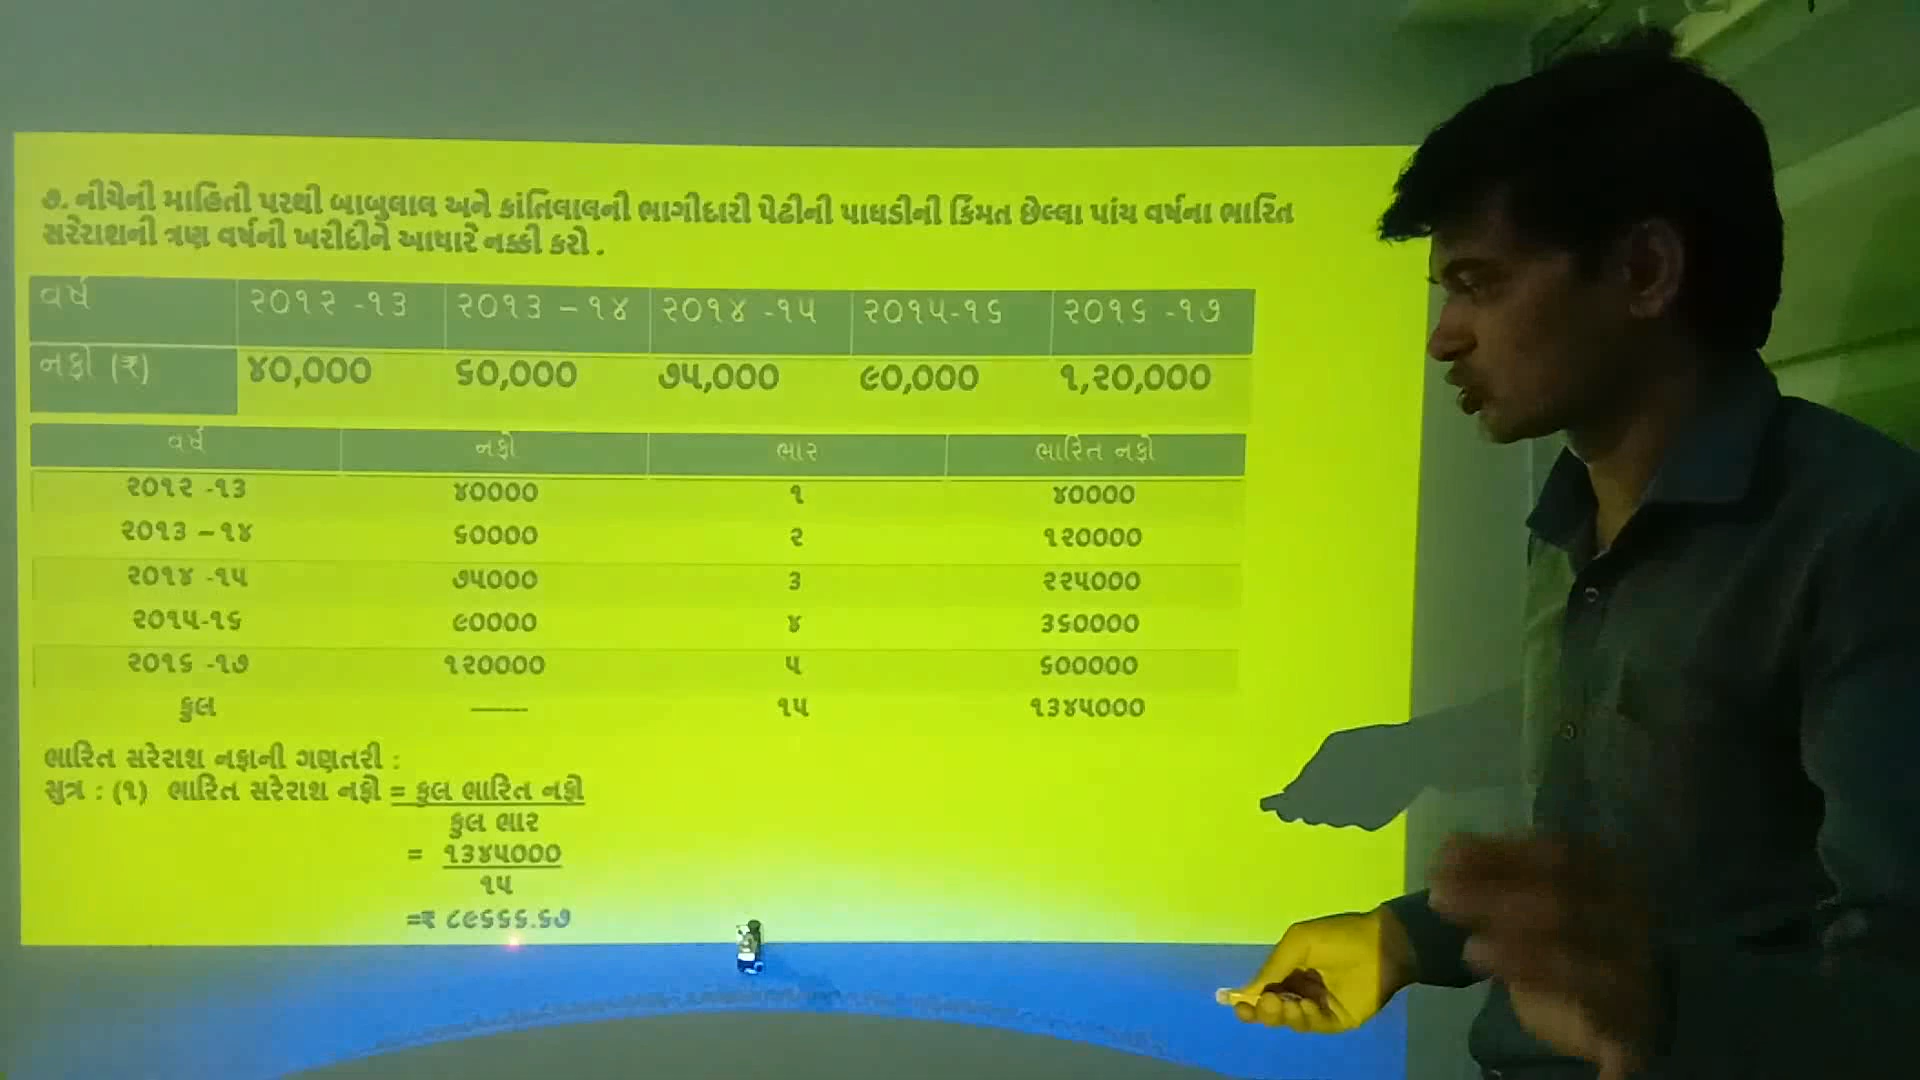 ૭. નીચેની માહિતી પરથી બાબુલાલ અને કાંતિલાલની ભાગીદારી પેઢીની પાઘડીની કિંમત છેલ્લા પાંચ વર્ષના ભારિત
સરેરાશની ત્રણ વર્ષની ખરીદીને આધારે નક્કી કરો .
વર્ષ ૨૦૧૨ -૧૩ ૨૦૧૩ – ૧૪ ૨૦૧૪ -૧૫ ૨૦૧૫-૧૬ ૨૦૧૬ -૧૭
નફો (₹) ૪૦,૦૦૦ ૬૦,૦૦૦ ૭૫,૦૦૦ ૯૦,૦૦૦ ૧,૨૦,૦૦૦
વર્ષ નફો ભાર ભારિત નફો
૨૦૧૨ -૧૩ ૪૦૦૦૦ ૧ ૪૦૦૦૦
૨૦૧૩ – ૧૪ ૬૦૦૦૦ ૨ ૧૨૦૦૦૦
૨૦૧૪ -૧૫ ૭૫૦૦૦ ૩ ૨૨૫૦૦૦
૨૦૧૫-૧૬ ૯૦૦૦૦ ૪ ૩૬૦૦૦૦
૨૦૧૬ -૧૭ ૧૨૦૦૦૦ ૫ ૬૦૦૦૦૦
કુલ —— ૧૫ ૧૩૪૫૦૦૦
ભારિત સરેરાશ નફાની ગણતરી :
સુત્ર : (૧) ભારિત સરેરાશ નફો = કુલ ભારિત નફો
કુલ ભાર
= ૧૩૪૫૦૦૦
૧૫
=₹ ૮૯૬૬૬.૬૭